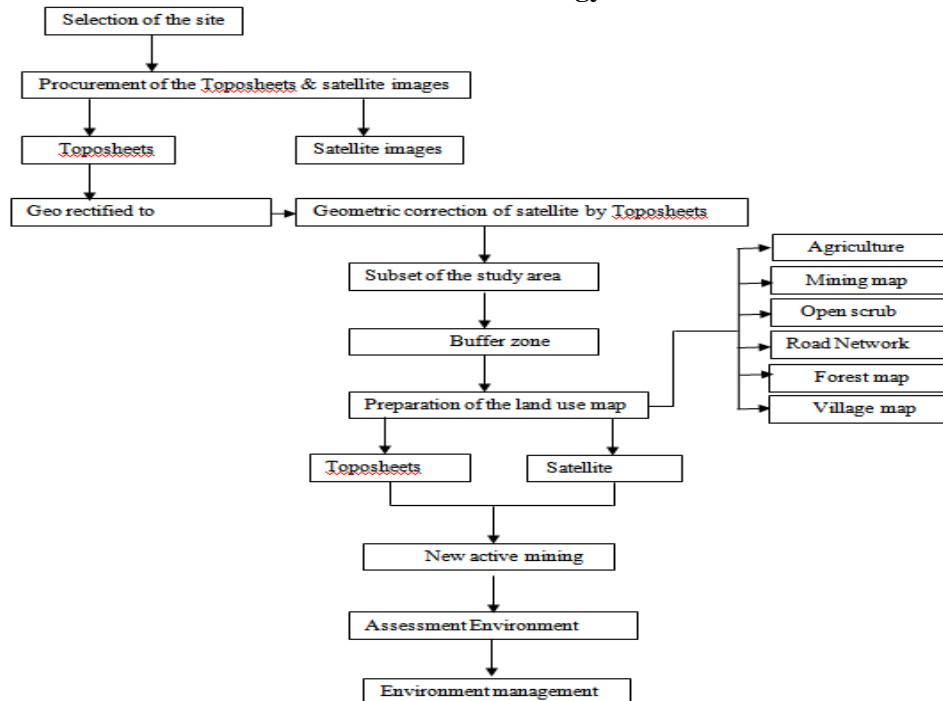 Selection of the site
Procurement of the Toposheets & satellite images
Toposheets
Satellite images
Geo rectified to
Geometric correction of satellite by Toposheets
Subset of the study area
Buffer zone
Preparation of the land use map
Agriculture
Mining map
Open scrub
Road Network
Forest map
Village map
Toposheets
Satellite
New active mining
Assessment Environment
Environment management